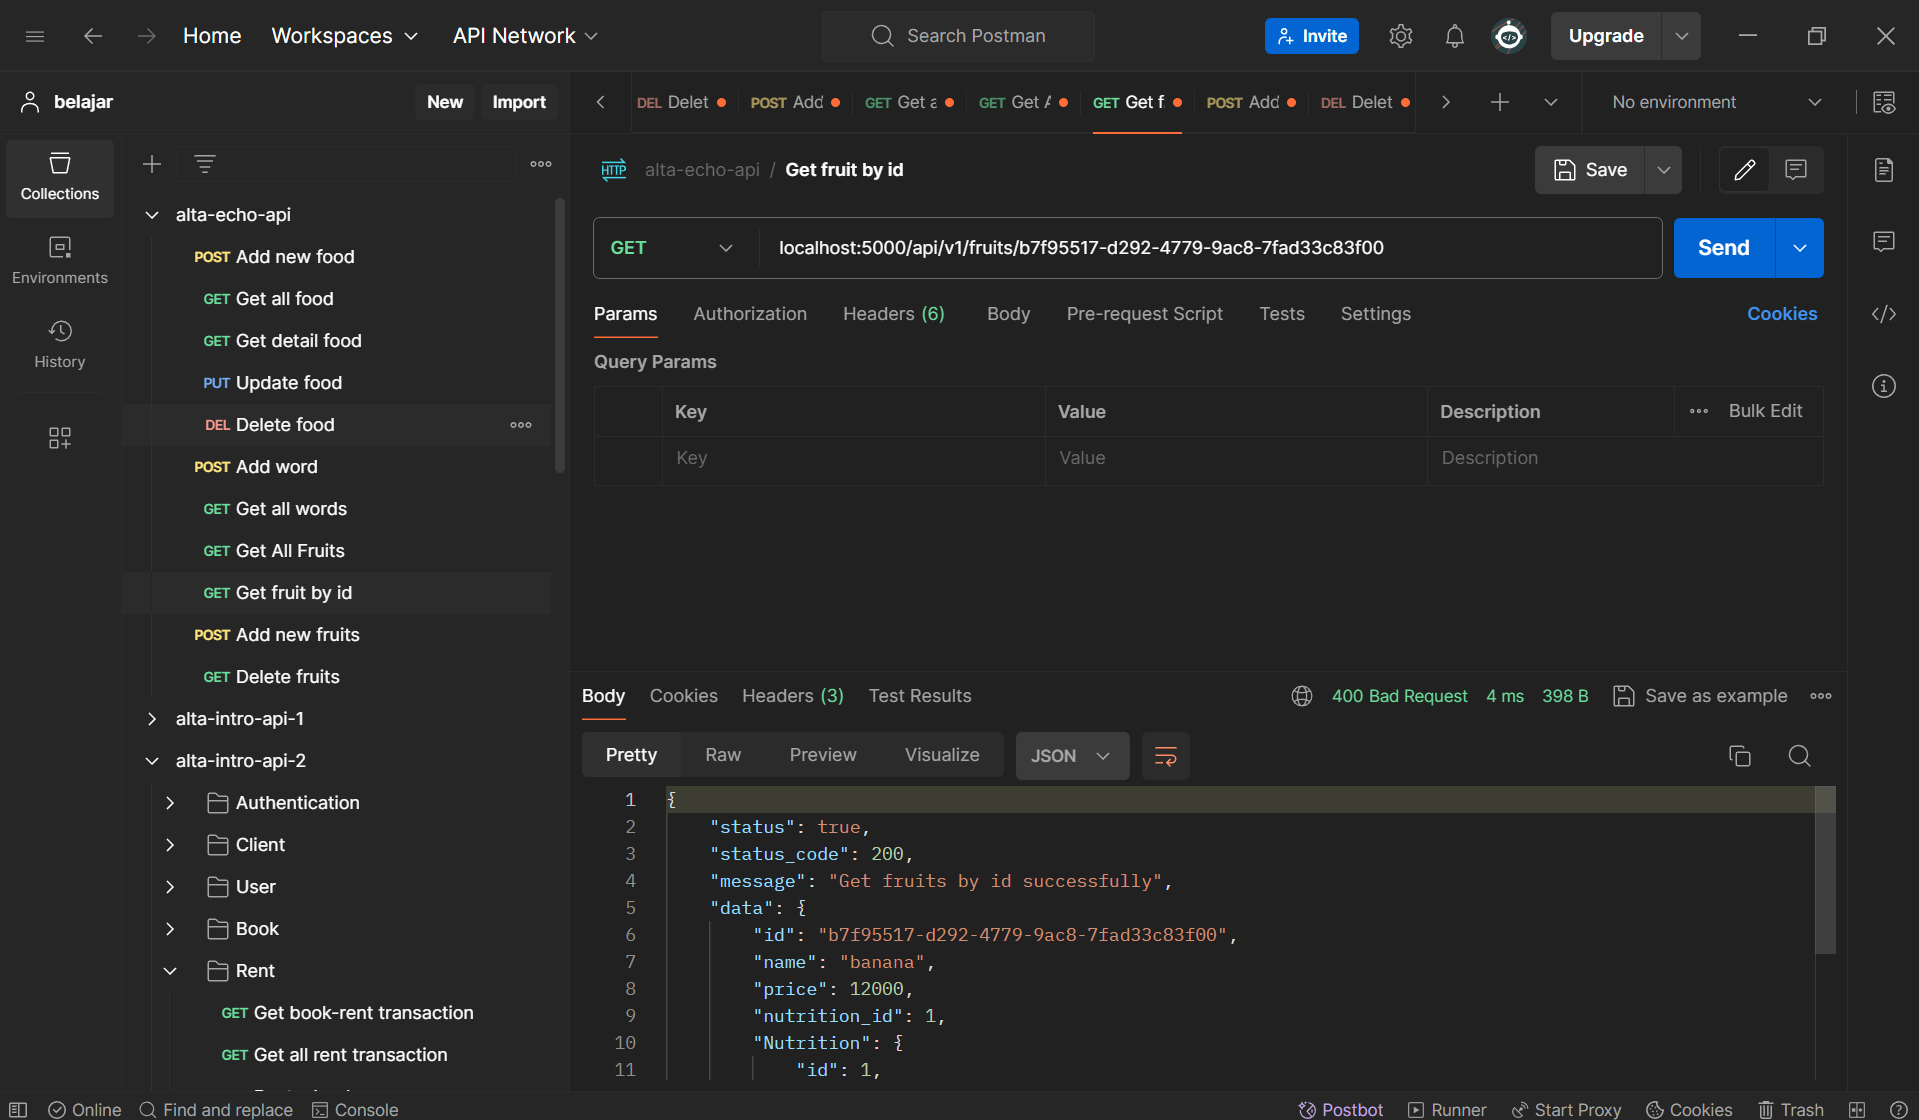 Home
Workspaces
API Network
Search Postman
Invite
Upgrade
belajar
New
Import
DEL Delet
POST Add
GET Get a
GET Get A
GET Get f
POST Add
DEL Delet
No environment
Collections
Environments
History
alta-echo-api
POST Add new food
GET Get all food
GET Get detail food
PUT Update food
DEL Delete food
POST Add word
GET Get all words
GET Get All Fruits
GET Get fruit by id
POST Add new fruits
GET Delete fruits
alta-intro-api-1
alta-intro-api-2
Authentication
Client
User
Book
Rent
GET Get book-rent transaction
GET Get all rent transaction
HTTP alta-echo-api / Get fruit by id
Save
GET
localhost:5000/api/v1/fruits/b7f95517-d292-4779-9ac8-7fad33c83f00
Send
Params Authorization Headers (6) Body Pre-request Script Tests Settings Cookies
Query Params
Key Value Description Bulk Edit
Key Value Description
Body Cookies Headers (3) Test Results
400 Bad Request 4 ms 398 B Save as example
Pretty Raw Preview Visualize JSON
1 {
2 "status": true,
3 "status_code": 200,
4 "message": "Get fruits by id successfully",
5 "data": {
6 "id": "b7f95517-d292-4779-9ac8-7fad33c83f00",
7 "name": "banana",
8 "price": 12000,
9 "nutrition_id": 1,
10 "Nutrition": {
11 "id": 1,
Online Find and replace Console
Postbot Runner Start Proxy Cookies Trash